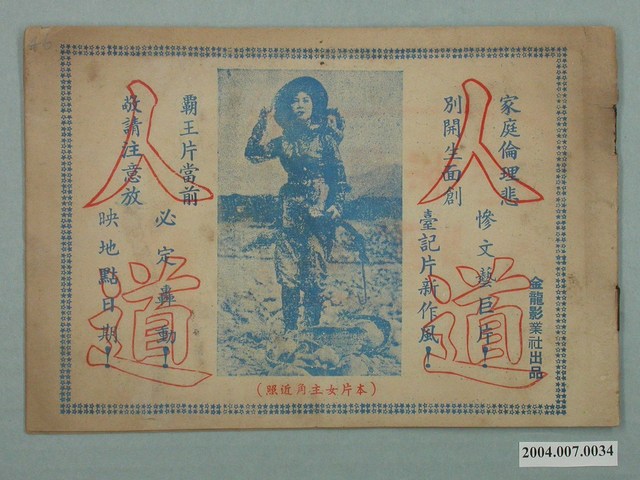 人道
家庭倫理悲慘文藝巨片！
別開生面創臺記片新作風！
金龍影業社出品
(本片女主角近照)
人道
霸王片當前必定轟動！
敬請注意放映地點日期！
2004.007.0034